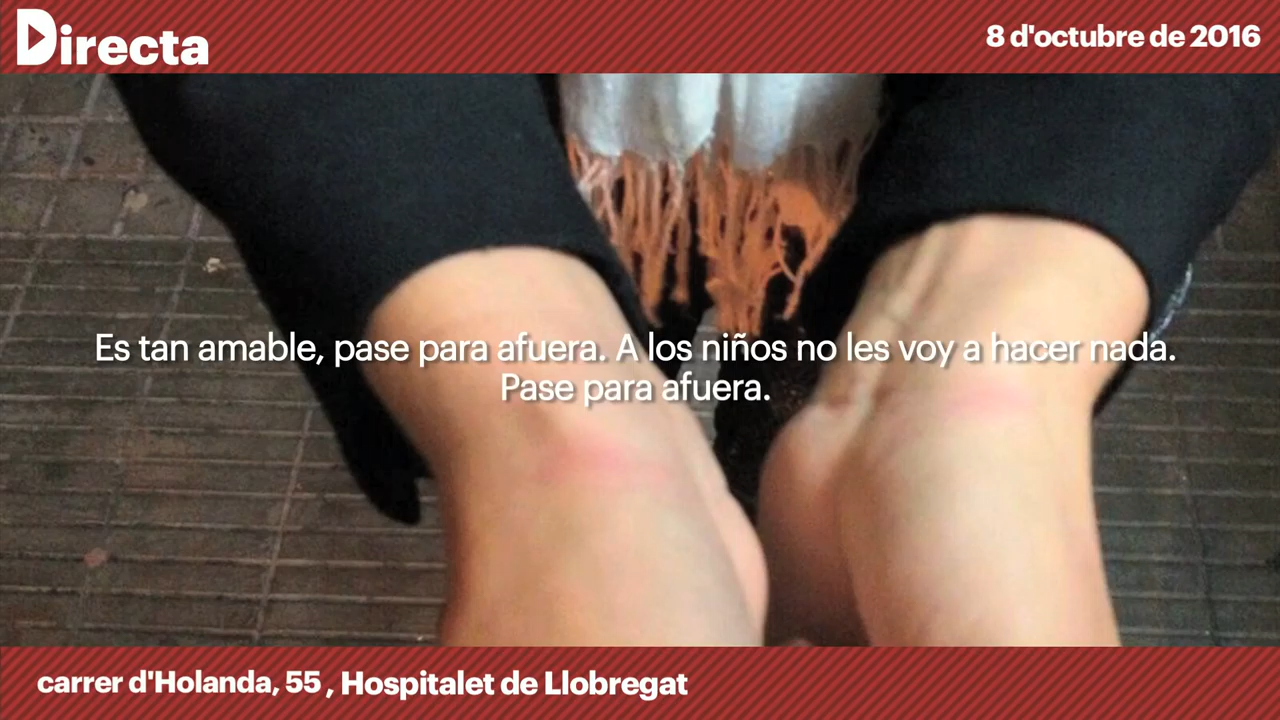 Directa
8 d'octubre de 2016
Es tan amable, pase para afuera. A los niños no les voy a hacer nada.
Pase para afuera.
carrer d'Holanda, 55 , Hospitalet de Llobregat